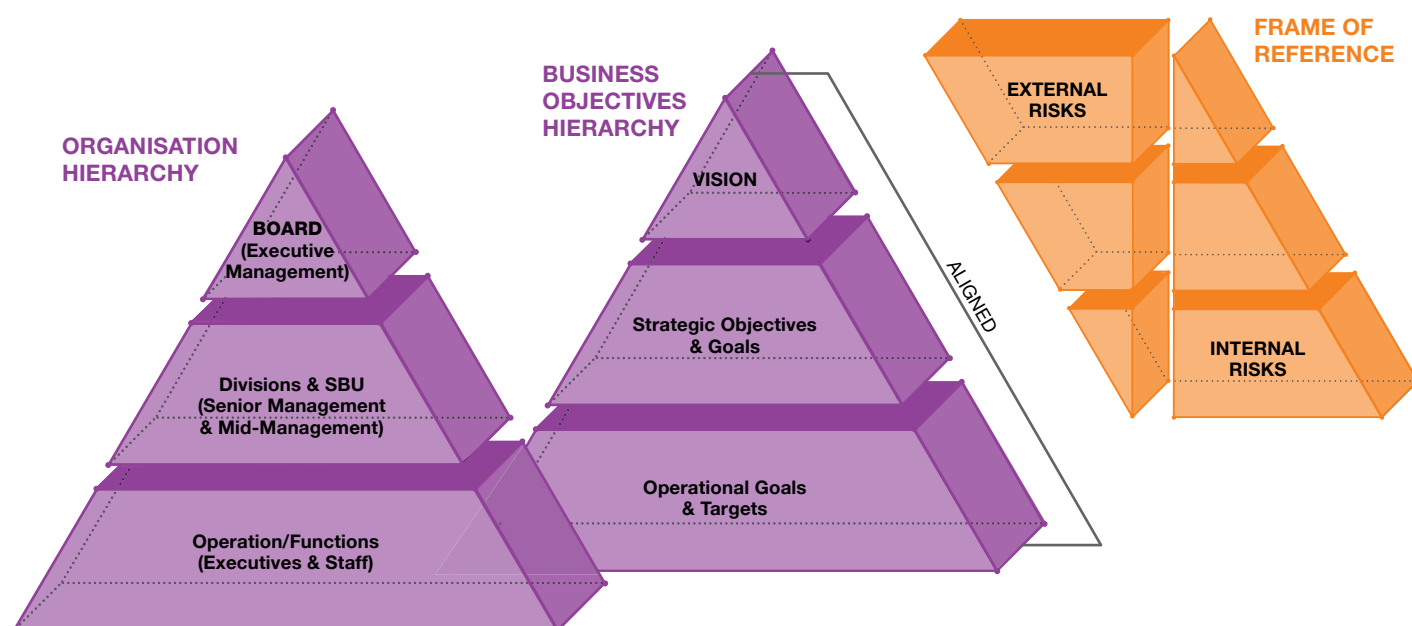 ORGANISATION
HIERARCHY
BOARD
(Executive
Management)
Divisions & SBU
(Senior Management
& Mid-Management)
Operation/Functions
(Executives & Staff)
BUSINESS
OBJECTIVES
HIERARCHY
VISION
Strategic Objectives
& Goals
Operational Goals
& Targets
ALIGNED
FRAME OF
REFERENCE
EXTERNAL
RISKS
INTERNAL
RISKS